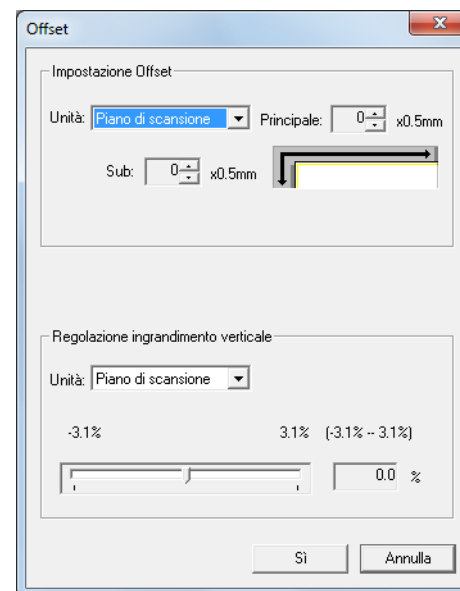 Offset
Impostazione Offset
Unità: Piano di scansione Principale: 0 x0.5mm
Sub: 0 x0.5mm
Regolazione ingrandimento verticale
Unità: Piano di scansione
-3.1% 3.1% (-3.1% -- 3.1%)
0.0 %
Sì Annulla